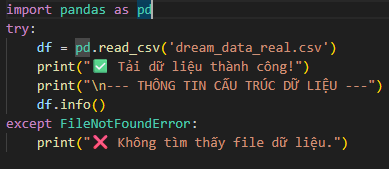 import pandas as pd
try:
    df = pd.read_csv('dream_data_real.csv')
    print("✅ Tải dữ liệu thành công!")
    print("\n--- THÔNG TIN CẤU TRÚC DỮ LIỆU ---")
    df.info()
except FileNotFoundError:
    print("❌ Không tìm thấy file dữ liệu.")